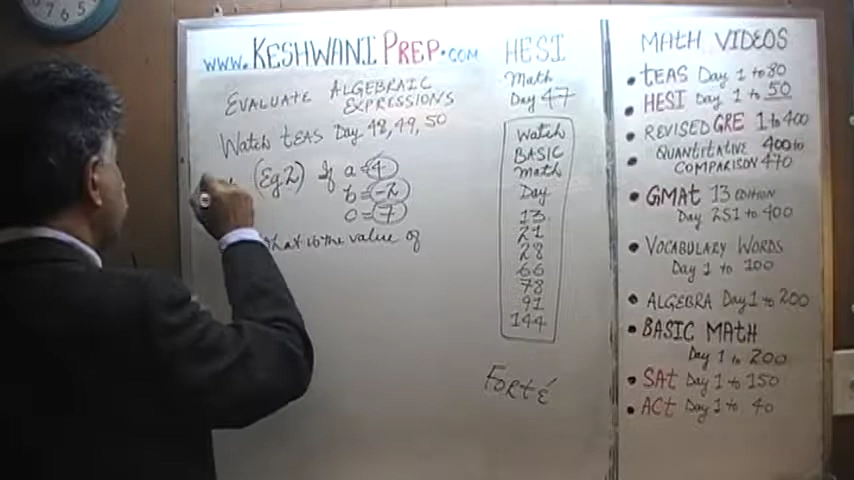 www.KESHWANIPREP.com
EVALUATE ALGEBRAIC
EXPRESSIONS
Watch TEAS Day 48, 49, 50
(Eg 2) If a=4
b=-2
c=-7
what is the value of
HESI
Math
Day 47
Watch
BASIC
Math
Day
13
21
28
66
78
91
144
Forté
MATH VIDEOS
• TEAS Day 1 to 80
• HESI Day 1 to 50
• REVISED GRE 1 to 400
• QUANTITATIVE 400 to
COMPARISON 470
• GMAT 13 EDITION
Day 251 to 400
• VOCABULARY WORDS
Day 1 to 100
• ALGEBRA Day 1 to 200
• BASIC MATH
Day 1 to 200
• SAT Day 1 to 150
• ACT Day 1 to 40
8
7 6 5